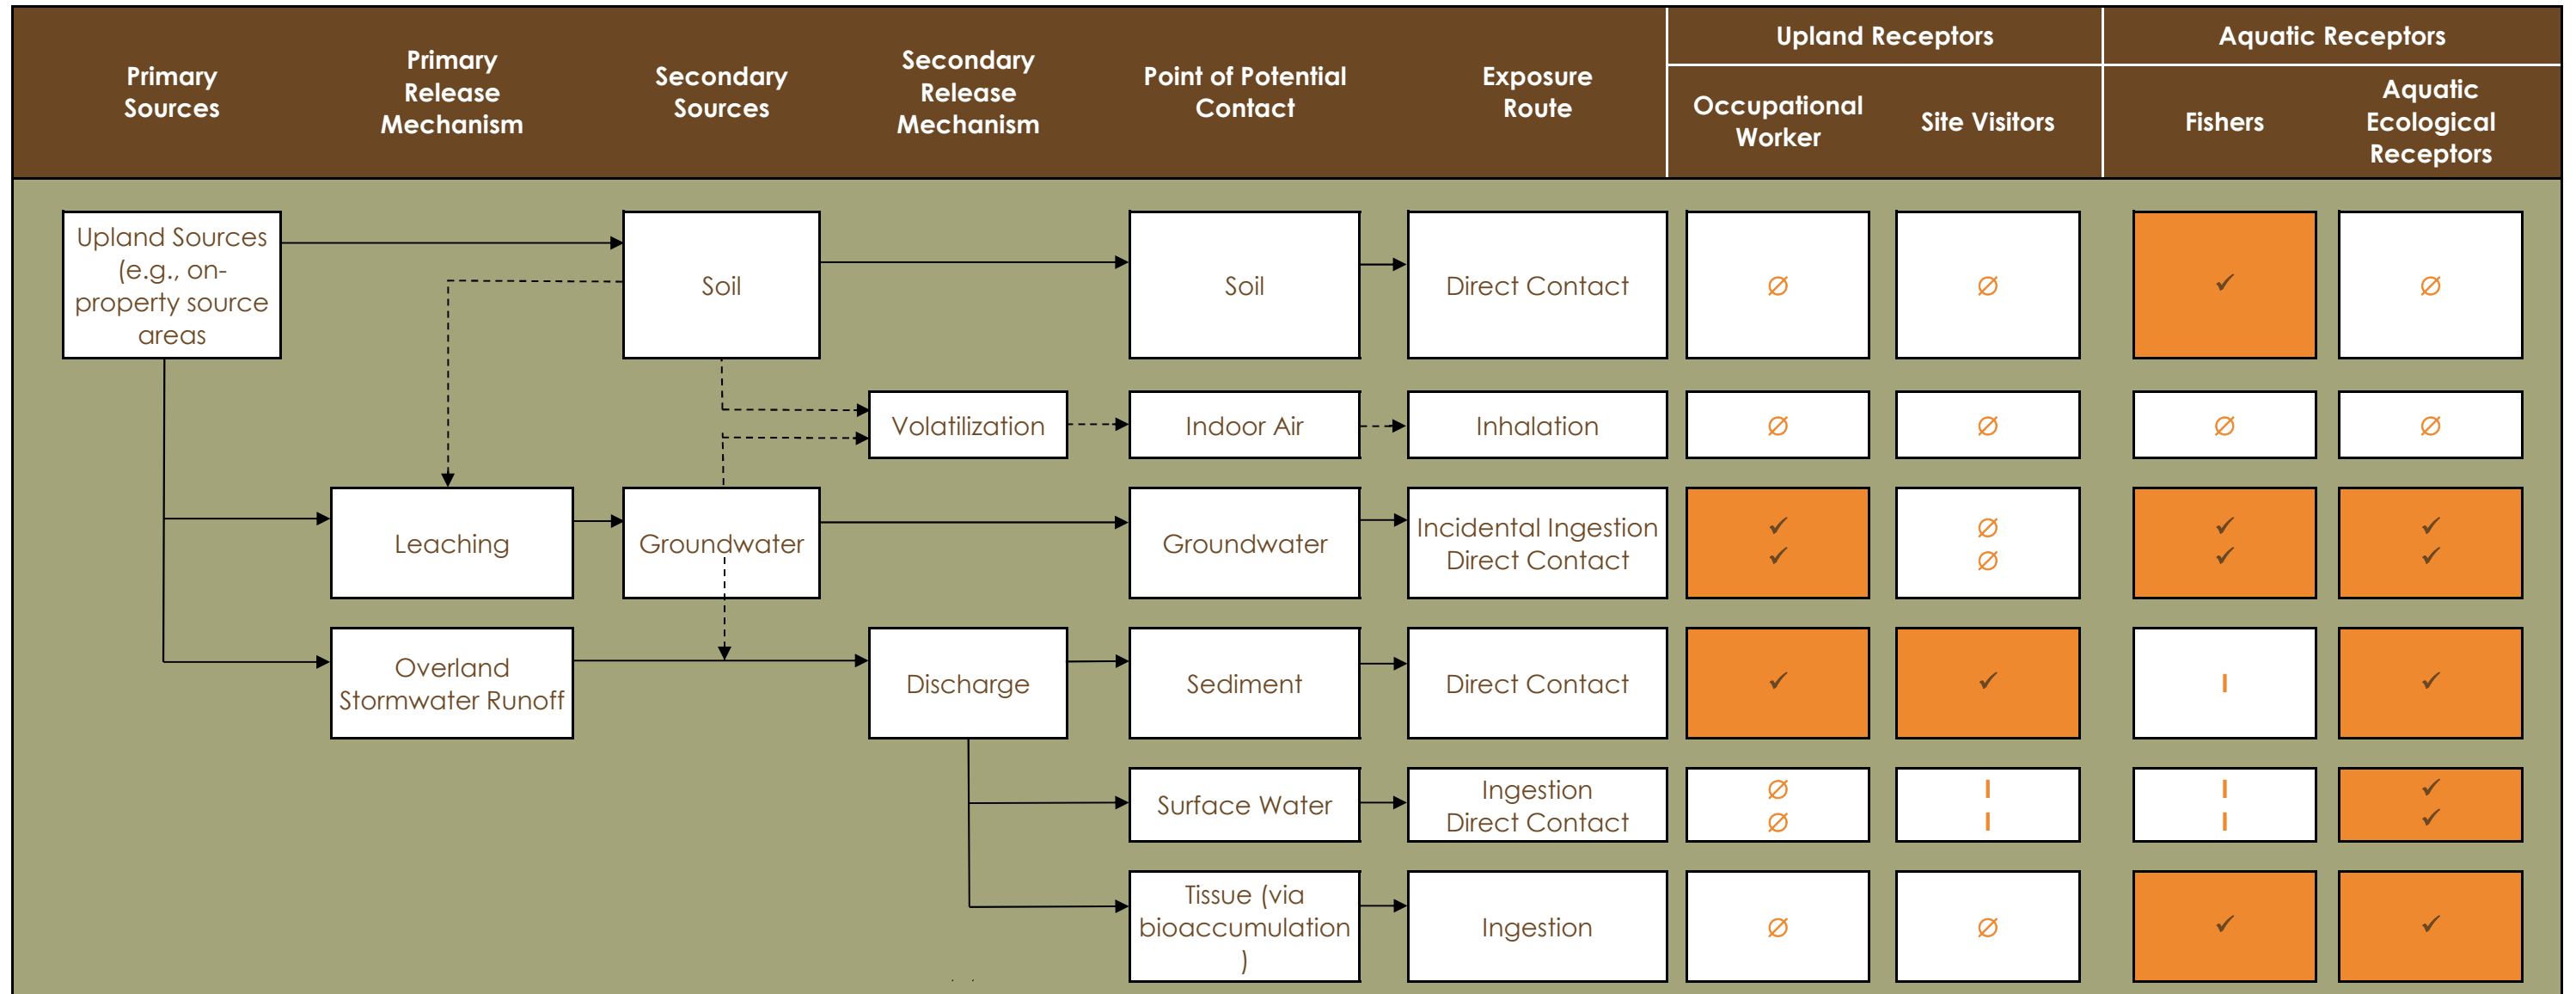 Primary
Sources
Primary
Release
Mechanism
Secondary
Sources
Secondary
Release
Mechanism
Point of Potential
Contact
Exposure
Route
Upland Receptors
Occupational
Worker
Site Visitors
Aquatic Receptors
Fishers
Aquatic
Ecological
Receptors
Upland Sources
(e.g., on-
property source
areas
Soil
Soil
Direct Contact
∅
∅
✓
∅
Volatilization
Indoor Air
Inhalation
∅
∅
∅
∅
Leaching
Groundwater
Groundwater
Incidental Ingestion
Direct Contact
✓
✓
∅
∅
✓
✓
✓
✓
Overland
Stormwater Runoff
Discharge
Sediment
Direct Contact
✓
✓
I
✓
Surface Water
Ingestion
Direct Contact
∅
∅
I
I
I
I
✓
✓
Tissue (via
bioaccumulation
)
Ingestion
∅
∅
✓
✓